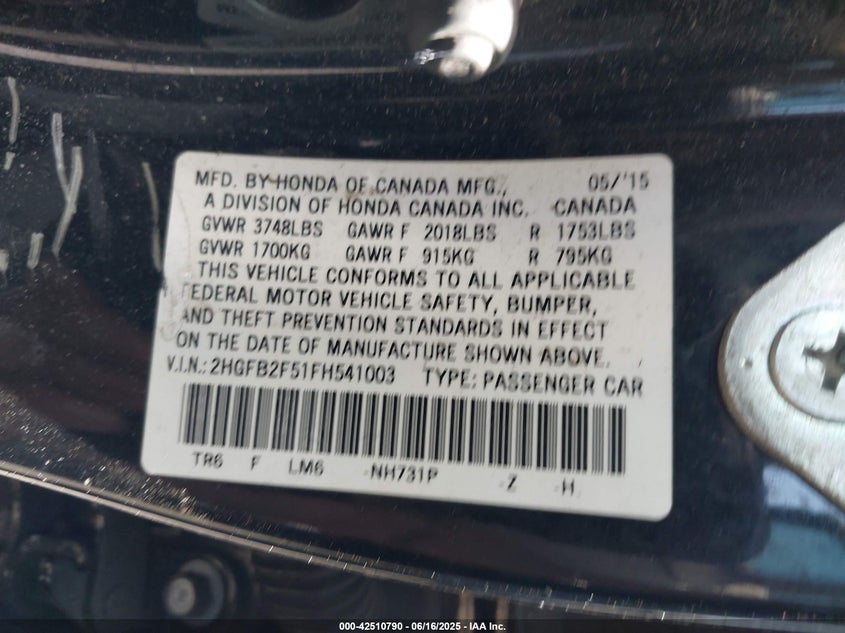 MFD. BY HONDA OF CANADA MFG., 05/'15
A DIVISION OF HONDA CANADA INC. CANADA
GVWR 3748LBS GAWR F 2018LBS R 1753LBS
GVWR 1700KG GAWR F 915KG R 795KG
THIS VEHICLE CONFORMS TO ALL APPLICABLE
FEDERAL MOTOR VEHICLE SAFETY, BUMPER,
AND THEFT PREVENTION STANDARDS IN EFFECT
ON THE DATE OF MANUFACTURE SHOWN ABOVE.
V.I.N.: 2HGFB2F51FH541003 TYPE: PASSENGER CAR
TR6 F LM6 -NH731P -Z -H
000-42510790 - 06/16/2025 - IAA Inc.